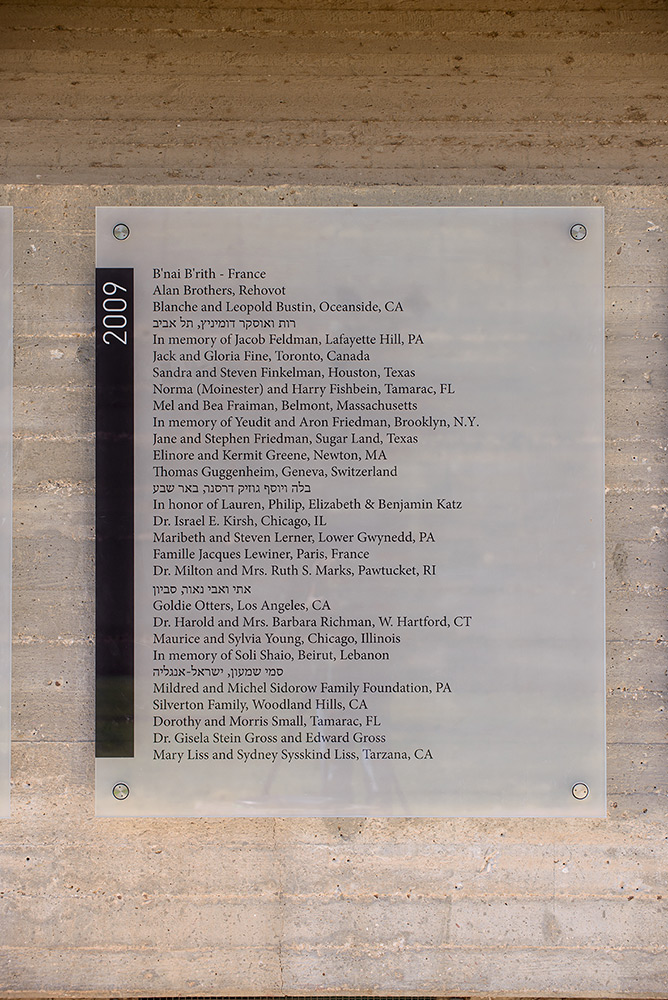 2009
B'nai B'rith - France
Alan Brothers, Rehovot
Blanche and Leopold Bustin, Oceanside, CA
רות ואוסקר דומיניץ, תל אביב
In memory of Jacob Feldman, Lafayette Hill, PA
Jack and Gloria Fine, Toronto, Canada
Sandra and Steven Finkelman, Houston, Texas
Norma (Moinester) and Harry Fishbein, Tamarac, FL
Mel and Bea Fraiman, Belmont, Massachusetts
In memory of Yeudit and Aron Friedman, Brooklyn, N.Y.
Jane and Stephen Friedman, Sugar Land, Texas
Elinore and Kermit Greene, Newton, MA
Thomas Guggenheim, Geneva, Switzerland
בלה ויוסף גוזיק דרסנר, באר שבע
In honor of Lauren, Philip, Elizabeth & Benjamin Katz
Dr. Israel E. Kirsh, Chicago, IL
Maribeth and Steven Lerner, Lower Gwynedd, PA
Famille Jacques Lewiner, Paris, France
Dr. Milton and Mrs. Ruth S. Marks, Pawtucket, RI
אתי ואבי נאוה, סביון
Goldie Otters, Los Angeles, CA
Dr. Harold and Mrs. Barbara Richman, W. Hartford, CT
Maurice and Sylvia Young, Chicago, Illinois
In memory of Soli Shaio, Beirut, Lebanon
סמי שמעון, ישראל-אנגליה
Mildred and Michel Sidorow Family Foundation, PA
Silverton Family, Woodland Hills, CA
Dorothy and Morris Small, Tamarac, FL
Dr. Gisela Stein Gross and Edward Gross
Mary Liss and Sydney Sysskind Liss, Tarzana, CA